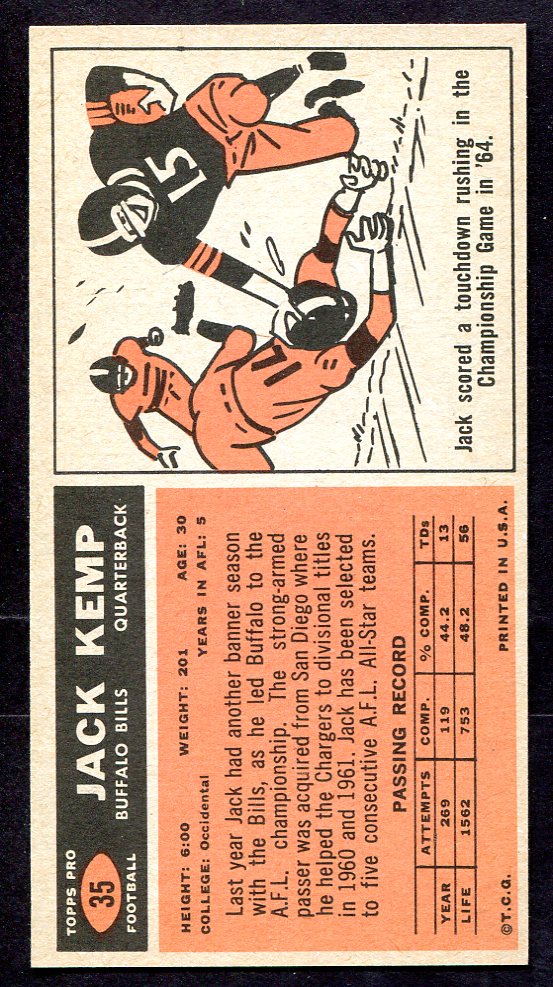 TOPPS PRO
35
FOOTBALL
JACK KEMP
BUFFALO BILLS QUARTERBACK
HEIGHT: 6:00 WEIGHT: 201 AGE: 30
COLLEGE: Occidental YEARS IN AFL: 5
Last year Jack had another banner season
with the Bills, as he led Buffalo to the
A.F.L. championship. The strong-armed
passer was acquired from San Diego where
he helped the Chargers to divisional titles
in 1960 and 1961. Jack has been selected
to five consecutive A.F.L. All-Star teams.
PASSING RECORD
ATTEMPTS COMP. % COMP. TDs
YEAR 269 119 44.2 13
LIFE 1562 753 48.2 56
©T.C.G. PRINTED IN U.S.A.
15
17
Jack scored a touchdown rushing in the
Championship Game in '64.